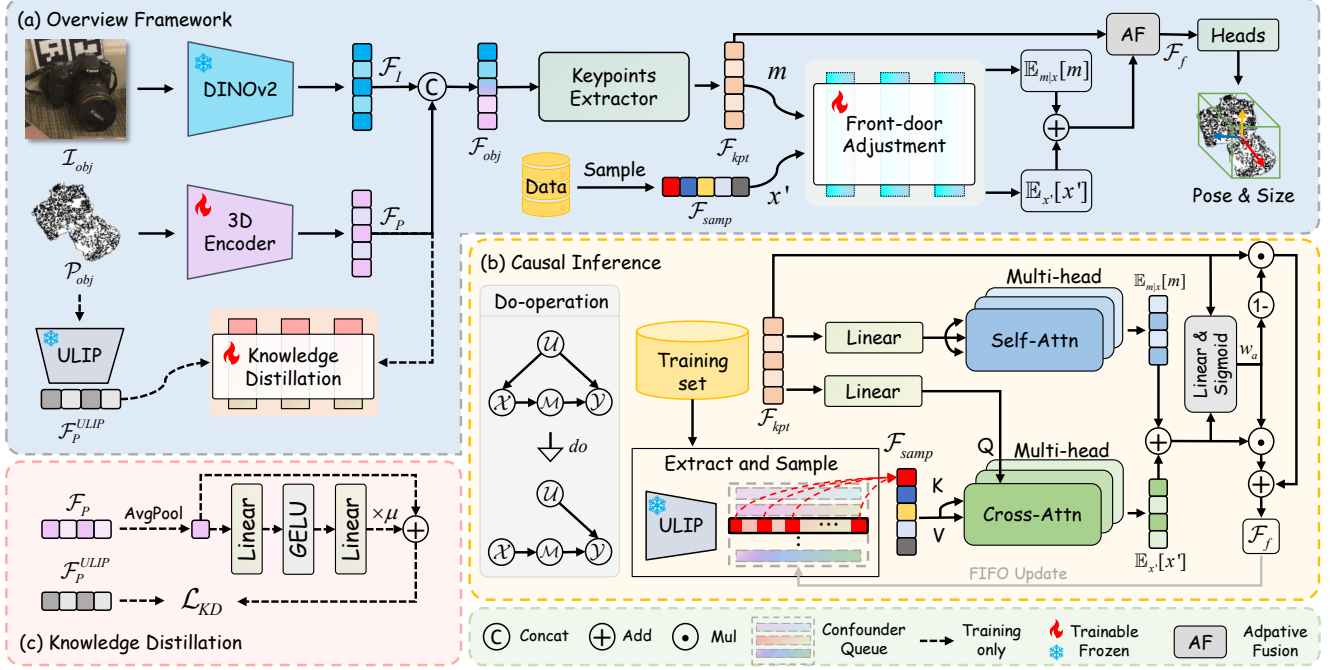 (a) Overview Framework
DINOv2
I_obj
F_I
C
F_obj
Keypoints
Extractor
F_kpt
m
Data
Sample
F_samp
x'
Front-door
Adjustment
𝔼_{m|x}[m]
+
𝔼_{x'}[x']
AF
F_f
Heads
Pose & Size
P_obj
3D
Encoder
F_P
ULIP
F_P^{ULIP}
Knowledge
Distillation
(b) Causal Inference
Do-operation
U
X
M
Y
do
U
X
M
Y
Training
set
F_kpt
Linear
Linear
Multi-head
Self-Attn
𝔼_{m|x}[m]
Linear &
Sigmoid
w_a
1-
Extract and Sample
ULIP
...
F_samp
Q
K
V
Multi-head
Cross-Attn
𝔼_{x'}[x']
+
+
F_f
FIFO Update
(c) Knowledge Distillation
F_P
AvgPool
Linear
GELU
Linear
×μ
+
F_P^{ULIP}
L_KD
C Concat
+ Add
Mul
Confounder
Queue
Training
only
Trainable
Frozen
AF
Adpative
Fusion